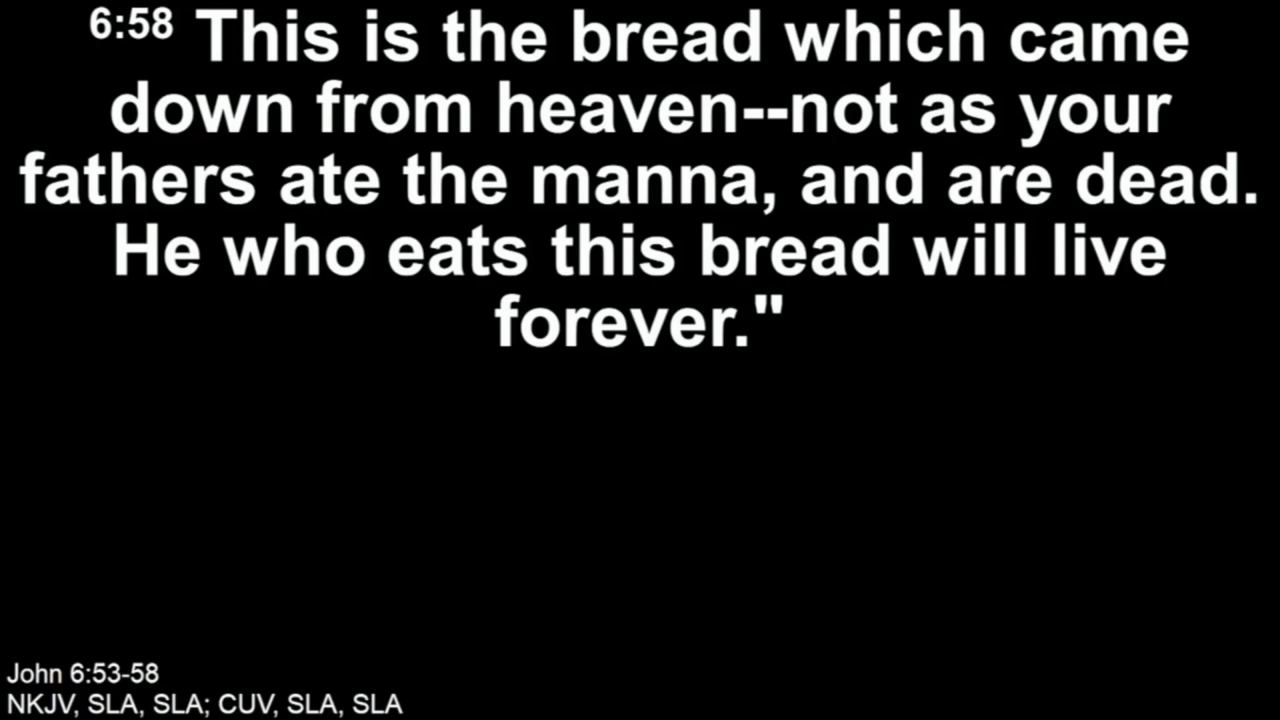 6:58 This is the bread which came
down from heaven--not as your
fathers ate the manna, and are dead.
He who eats this bread will live
forever."
John 6:53-58
NKJV, SLA, SLA; CUV, SLA, SLA